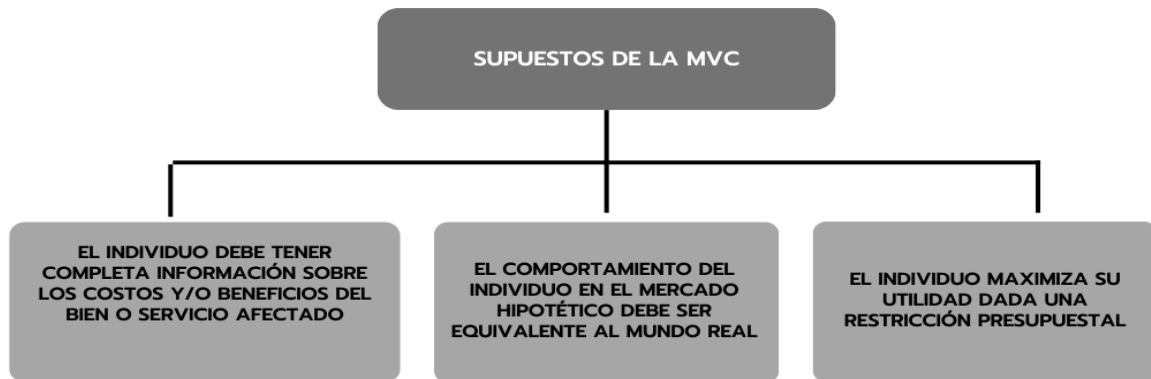 SUPUESTOS DE LA MVC
EL INDIVIDUO DEBE TENER
COMPLETA INFORMACIÓN SOBRE
LOS COSTOS Y/O BENEFICIOS DEL
BIEN O SERVICIO AFECTADO
EL COMPORTAMIENTO DEL
INDIVIDUO EN EL MERCADO
HIPOTÉTICO DEBE SER
EQUIVALENTE AL MUNDO REAL
EL INDIVIDUO MAXIMIZA SU
UTILIDAD DADA UNA
RESTRICCIÓN PRESUPUESTAL